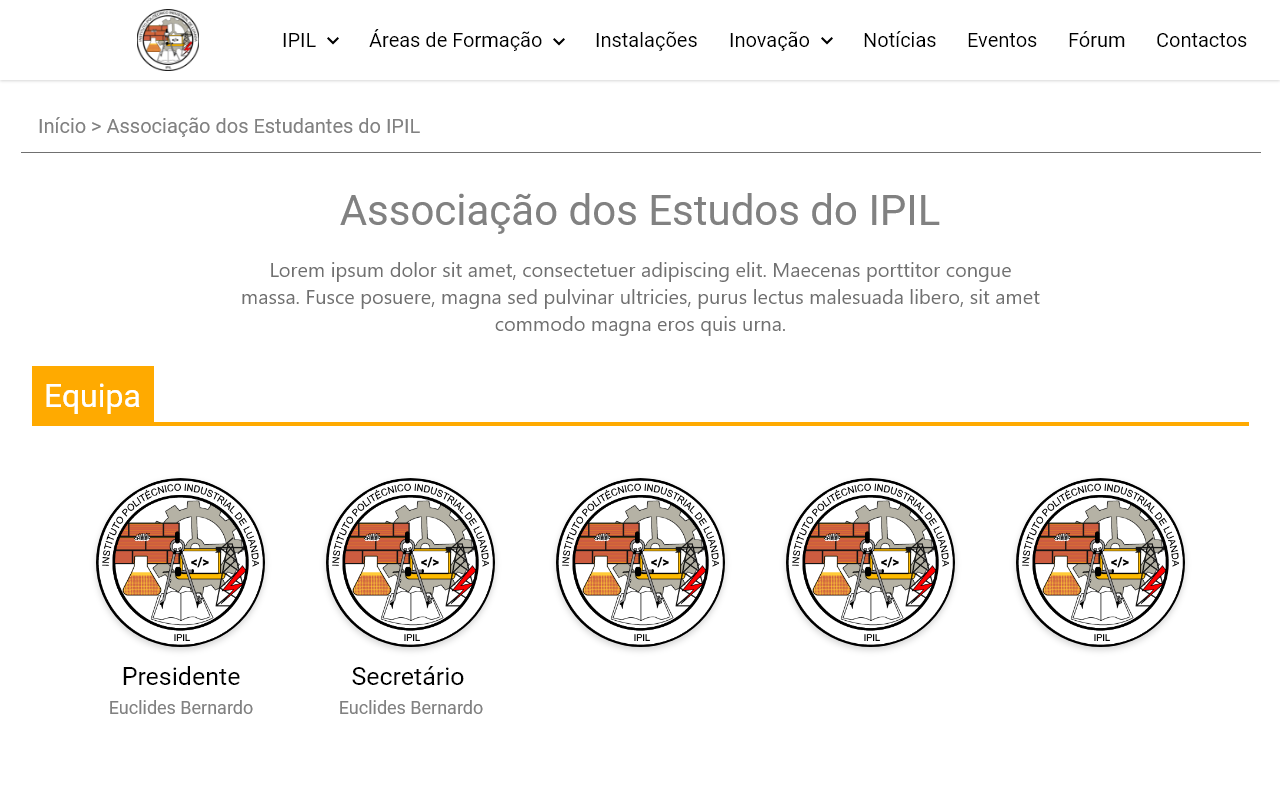 IPIL Áreas de Formação Instalações Inovação Notícias Eventos Fórum Contactos
Início > Associação dos Estudantes do IPIL
Associação dos Estudos do IPIL
Lorem ipsum dolor sit amet, consectetuer adipiscing elit. Maecenas porttitor congue
massa. Fusce posuere, magna sed pulvinar ultricies, purus lectus malesuada libero, sit amet
commodo magna eros quis urna.
Equipa
INSTITUTO POLITÉCNICO INDUSTRIAL DE LUANDA
</>
IPIL
INSTITUTO POLITÉCNICO INDUSTRIAL DE LUANDA
</>
IPIL
INSTITUTO POLITÉCNICO INDUSTRIAL DE LUANDA
</>
IPIL
INSTITUTO POLITÉCNICO INDUSTRIAL DE LUANDA
</>
IPIL
INSTITUTO POLITÉCNICO INDUSTRIAL DE LUANDA
</>
IPIL
Presidente Secretário
Euclides Bernardo Euclides Bernardo